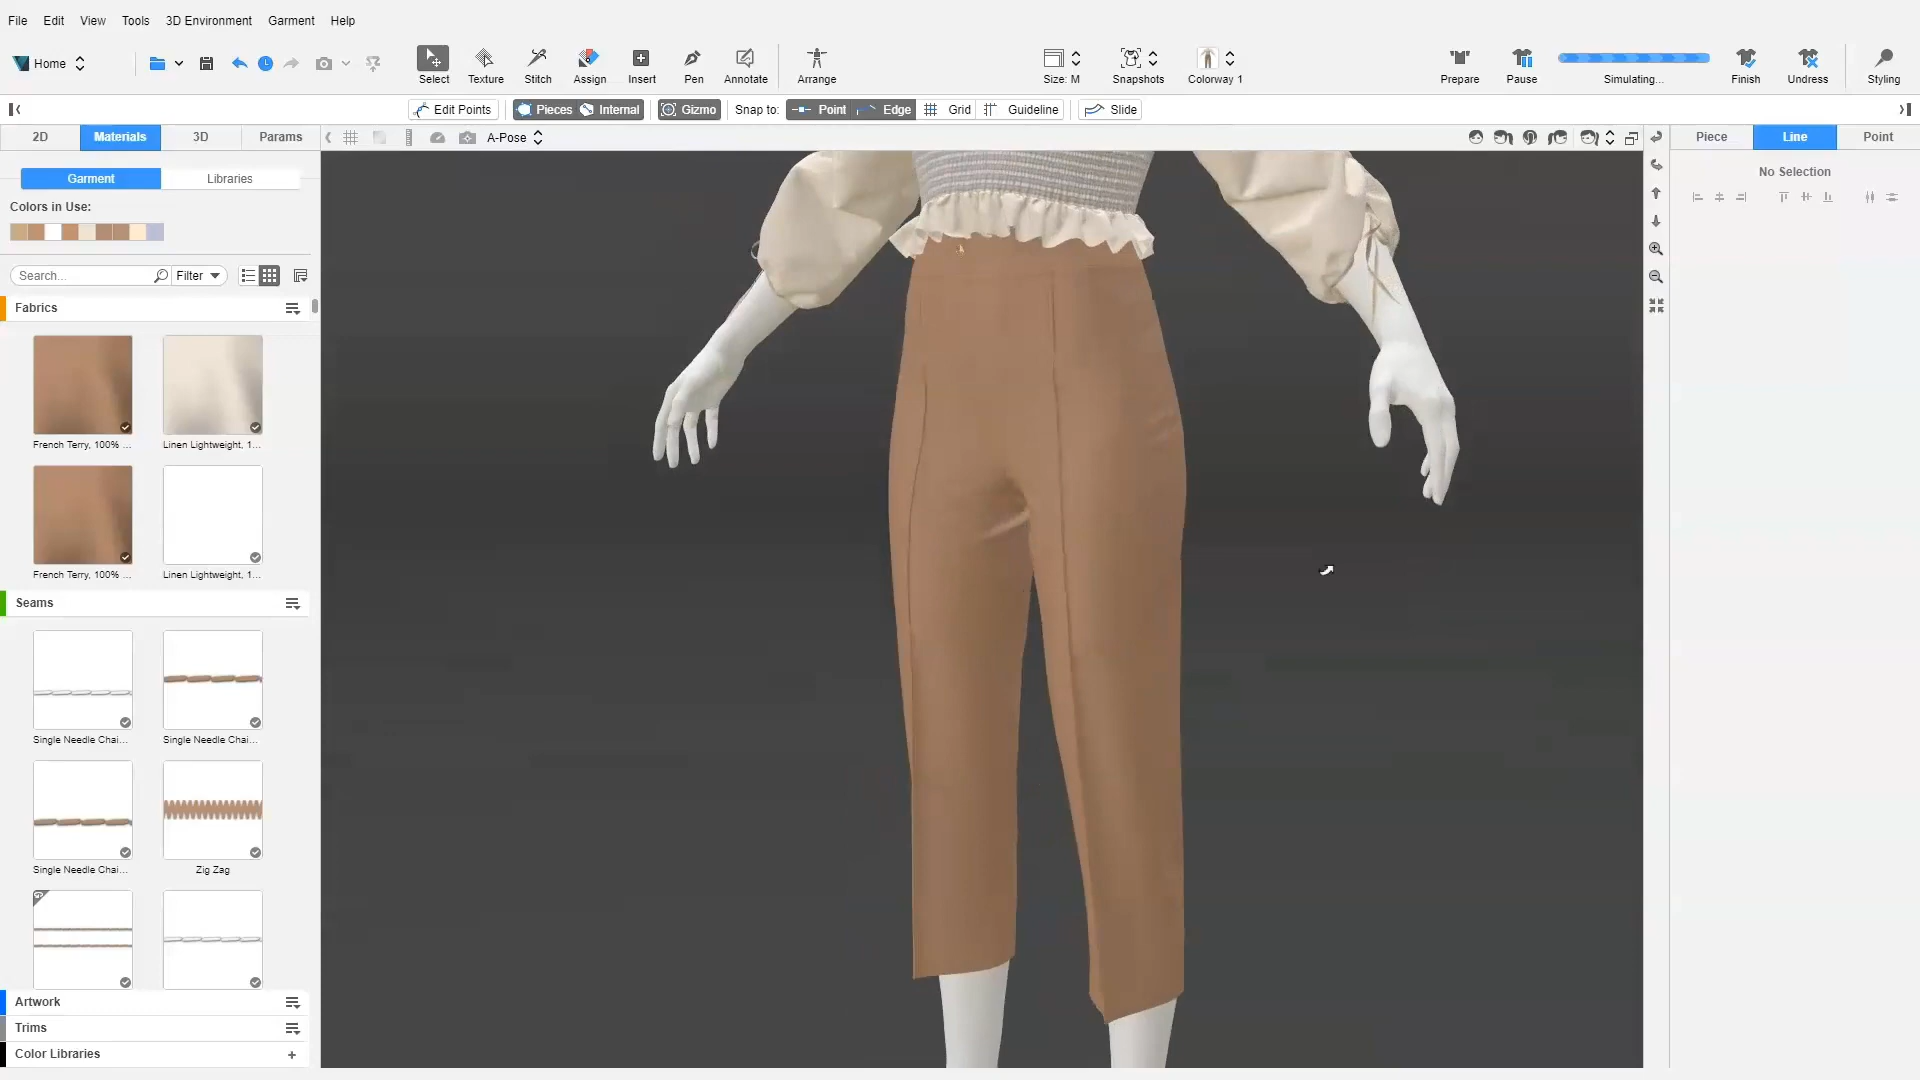 File Edit View Tools 3D Environment Garment Help
Home
Select Texture Stitch Assign Insert Pen Annotate Arrange
Size: M Snapshots Colorway 1
Prepare Pause Simulating... Finish Undress Styling
Edit Points Pieces Internal Gizmo Snap to: Point Edge Grid Guideline Slide
2D Materials 3D Params
A-Pose
Piece Line Point
Garment Libraries
No Selection
Colors in Use:
Search... Filter
Fabrics
French Terry, 100% ... Linen Lightweight, 1...
French Terry, 100% ... Linen Lightweight, 1...
Seams
Single Needle Chai... Single Needle Chai...
Single Needle Chai... Zig Zag
Artwork
Trims
Color Libraries